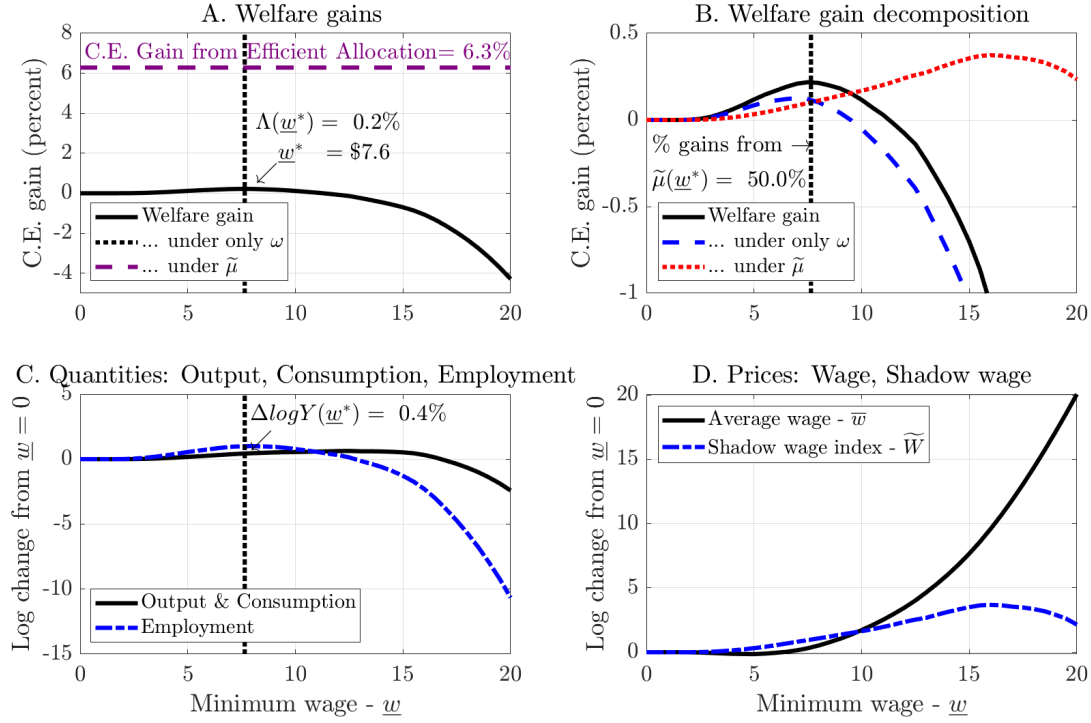 A. Welfare gains
C.E. gain (percent)
8
6
4
2
0
-2
-4
C.E. Gain from Efficient Allocation= 6.3%
Λ(w̲*) = 0.2%
w̲* = $7.6
Welfare gain
... under only ω
... under μ̃
0 5 10 15 20
B. Welfare gain decomposition
C.E. gain (percent)
0.5
0
-0.5
-1
% gains from →
μ̃(w̲*) = 50.0%
Welfare gain
... under only ω
... under μ̃
0 5 10 15 20
C. Quantities: Output, Consumption, Employment
Log change from w̲ = 0
5
0
-5
-10
-15
ΔlogY(w̲*) = 0.4%
Output & Consumption
Employment
0 5 10 15 20
Minimum wage - w̲
D. Prices: Wage, Shadow wage
Log change from w̲ = 0
20
15
10
5
0
Average wage - w̅
Shadow wage index - W̃
0 5 10 15 20
Minimum wage - w̲